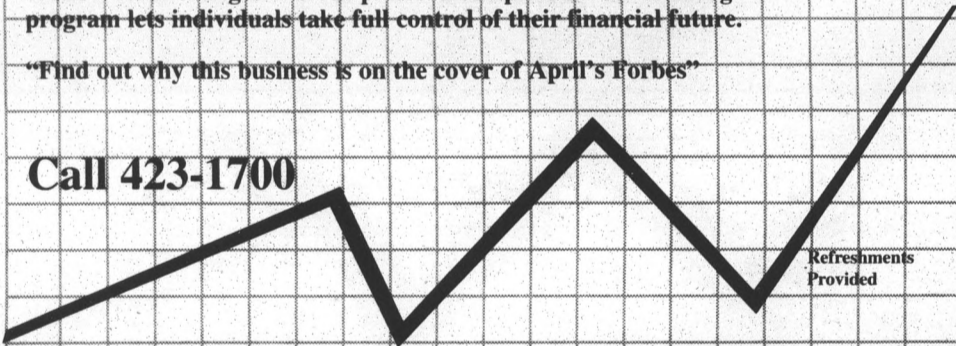 program lets individuals take full control of their financial future.
“Find out why this business is on the cover of April’s Forbes”
Call 423-1700
Refreshments
Provided